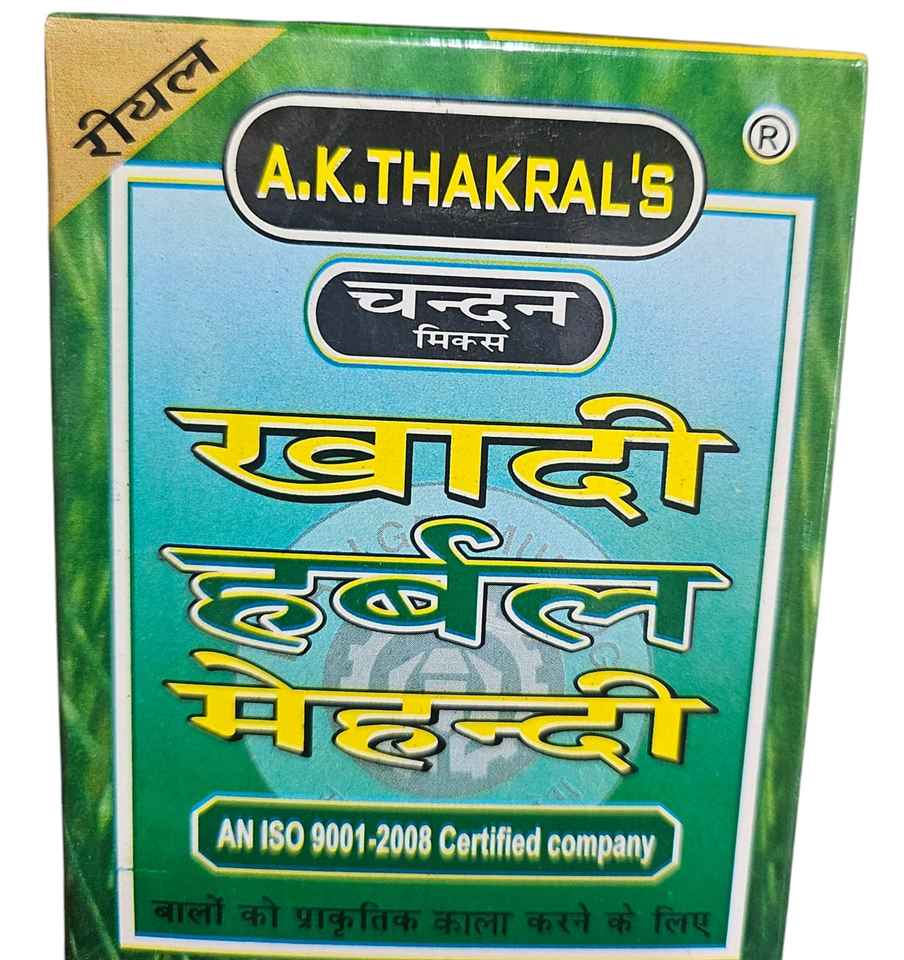 रीयल
A.K.THAKRAL'S
®
चन्दन
मिक्स
खादी
हर्बल
मेहन्दी
AN ISO 9001-2008 Certified company
बालों को प्राकृतिक काला करने के लिए